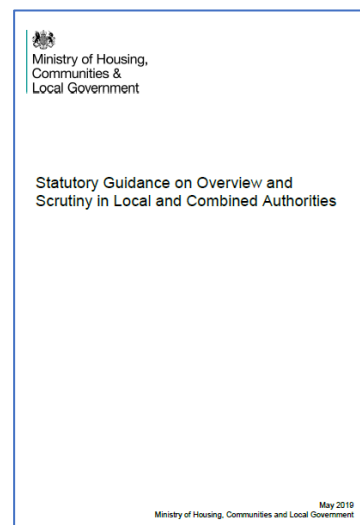 Ministry of Housing,
Communities &
Local Government
Statutory Guidance on Overview and
Scrutiny in Local and Combined Authorities
May 2019
Ministry of Housing, Communities and Local Government